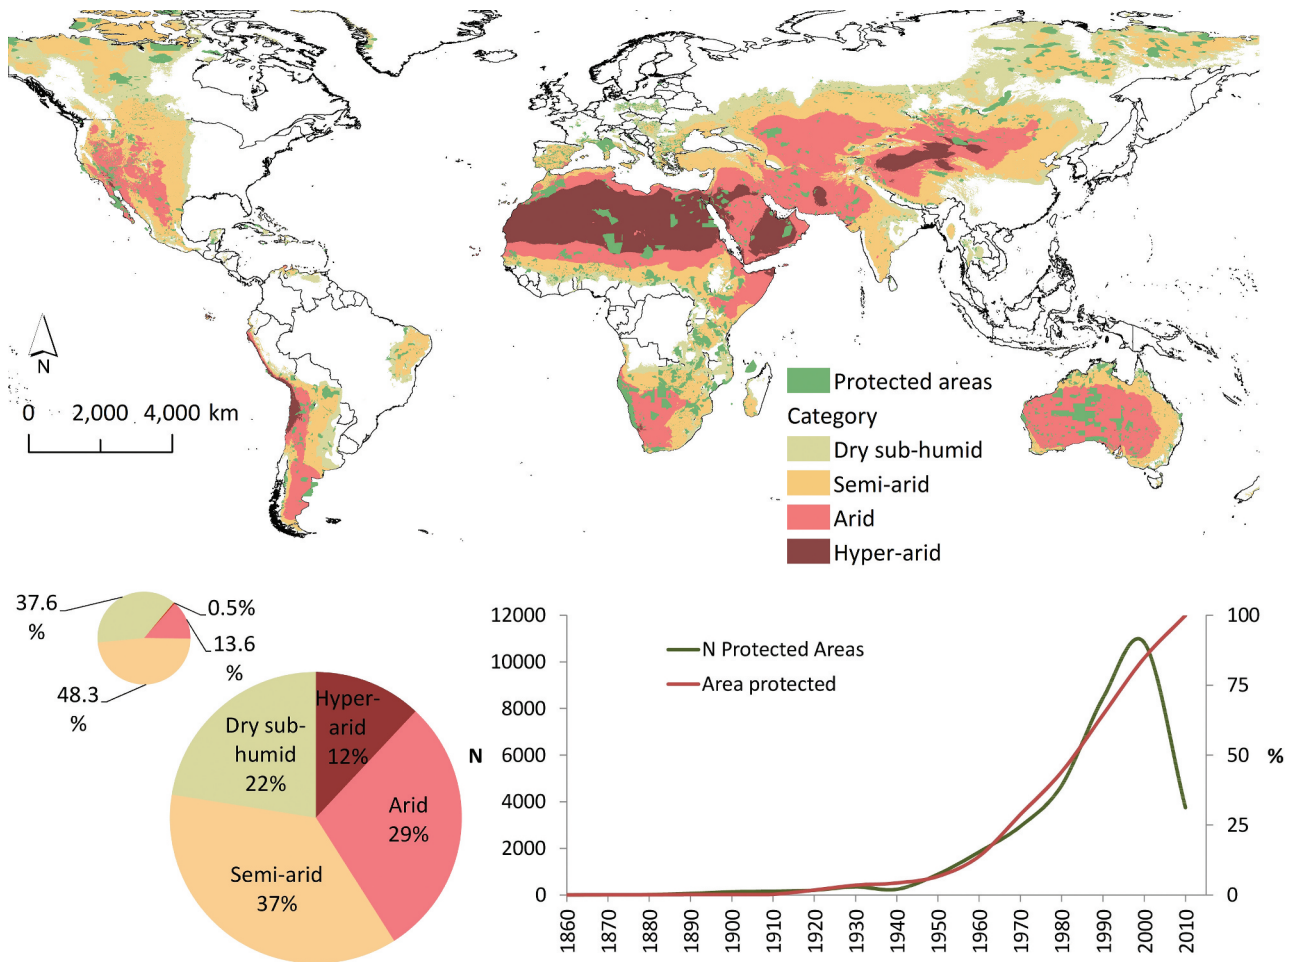 N
0 2,000 4,000 km
Protected areas
Category
Dry sub-humid
Semi-arid
Arid
Hyper-arid
37.6
%
0.5%
13.6
%
48.3
%
Hyper-
arid
12%
Dry sub-
humid
22%
Arid
29%
Semi-arid
37%
N Protected Areas
Area protected
N
12000
10000
8000
6000
4000
2000
0
100
75
50
25
0
%
1860 1870 1880 1890 1900 1910 1920 1930 1940 1950 1960 1970 1980 1990 2000 2010